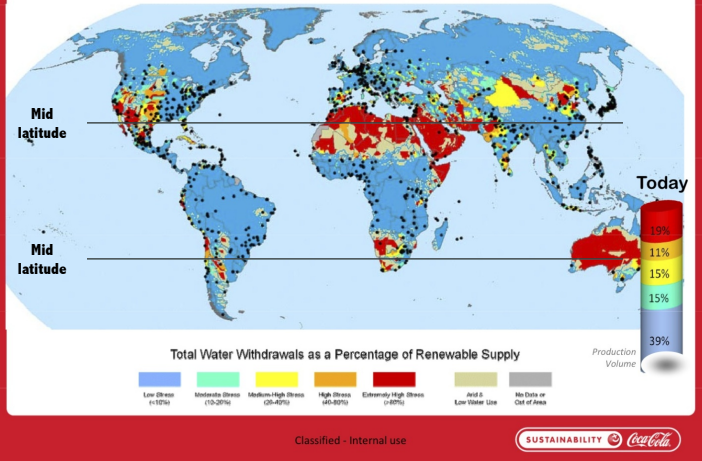 Mid
latitude
Today
19%
11%
Mid
latitude
15%
15%
39%
Production
Volume
Total Water Withdrawals as a Percentage of Renewable Supply
Low Stress
(<10%)
Moderate Stress
(10-20%)
Medium-High Stress
(20-40%)
High Stress
(40-80%)
Extremely High Stress
(>80%)
Arid &
Low Water Use
No Data or
Out of Area
Classified - Internal use
SUSTAINABILITY
Coca-Cola